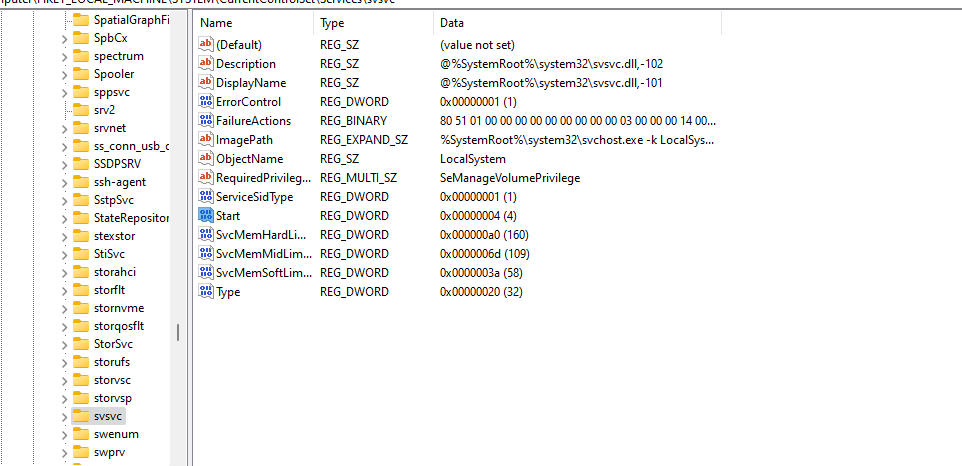 Computer\HKEY_LOCAL_MACHINE\SYSTEM\CurrentControlSet\Services\svsvc
SpatialGraphFi
SpbCx
spectrum
Spooler
sppsvc
srv2
srvnet
ss_conn_usb_d
SSDPSRV
ssh-agent
SstpSvc
StateRepositor
stexstor
StiSvc
storahci
storflt
stornvme
storqosflt
StorSvc
storufs
storvsc
storvsp
svsvc
swenum
swprv
Name Type Data
(Default) REG_SZ (value not set)
Description REG_SZ @%SystemRoot%\system32\svsvc.dll,-102
DisplayName REG_SZ @%SystemRoot%\system32\svsvc.dll,-101
ErrorControl REG_DWORD 0x00000001 (1)
FailureActions REG_BINARY 80 51 01 00 00 00 00 00 00 00 00 00 03 00 00 00 14 00...
ImagePath REG_EXPAND_SZ %SystemRoot%\system32\svchost.exe -k LocalSys...
ObjectName REG_SZ LocalSystem
RequiredPrivileg... REG_MULTI_SZ SeManageVolumePrivilege
ServiceSidType REG_DWORD 0x00000001 (1)
Start REG_DWORD 0x00000004 (4)
SvcMemHardLi... REG_DWORD 0x000000a0 (160)
SvcMemMidLim... REG_DWORD 0x0000006d (109)
SvcMemSoftLim... REG_DWORD 0x0000003a (58)
Type REG_DWORD 0x00000020 (32)